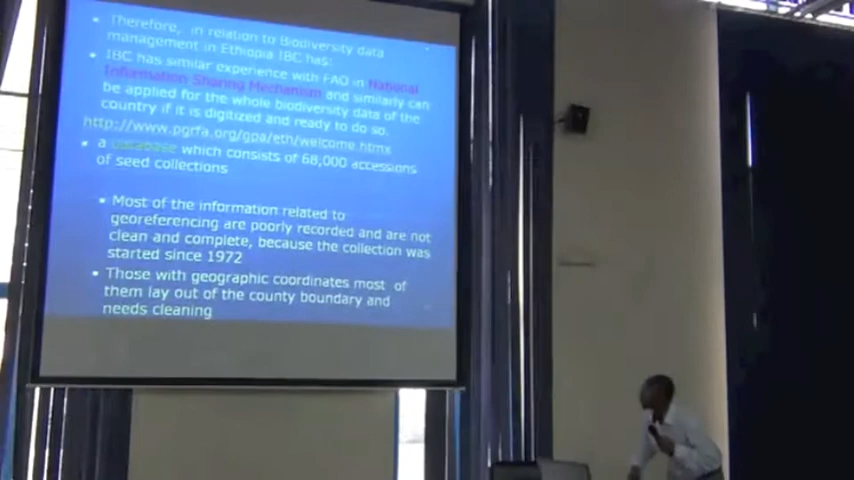 • Therefore, in relation to Biodiversity data
management in Ethiopia IBC has:
• IBC has similar experience with FAO in National
Information Sharing Mechanism and similarly can
be applied for the whole biodiversity data of the
country if it is digitized and ready to do so.
http://www.pgrfa.org/gpa/eth/welcome.htmx
• a database which consists of 68,000 accessions
of seed collections
• Most of the information related to
georeferencing are poorly recorded and are not
clean and complete, because the collection was
started since 1972
• Those with geographic coordinates most of
them lay out of the county boundary and
needs cleaning